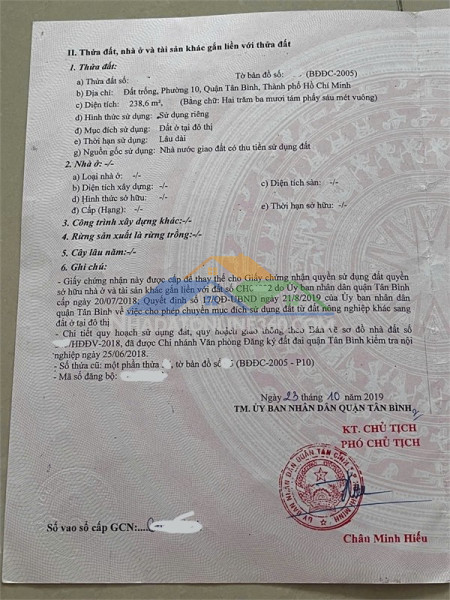 II. Thửa đất, nhà ở và tài sản khác gắn liền với thửa đất
1. Thửa đất:
a) Thửa đất số: Tờ bản đồ số: (BĐĐC-2005)
b) Địa chỉ: Đất trống, Phường 10, Quận Tân Bình, Thành phố Hồ Chí Minh
c) Diện tích: 238,6 m², (Bằng chữ: Hai trăm ba mươi tám phẩy sáu mét vuông)
d) Hình thức sử dụng: Sử dụng riêng
đ) Mục đích sử dụng: Đất ở tại đô thị
e) Thời hạn sử dụng: Lâu dài
g) Nguồn gốc sử dụng: Nhà nước giao đất có thu tiền sử dụng đất
2. Nhà ở: -/-
a) Loại nhà ở: -/-
b) Diện tích xây dựng: -/- c) Diện tích sàn: -/-
d) Hình thức sở hữu: -/-
đ) Cấp (Hạng): -/- e) Thời hạn sở hữu: -/-
3. Công trình xây dựng khác:-/-
4. Rừng sản xuất là rừng trồng:-/-
5. Cây lâu năm:-/-
6. Ghi chú:
- Giấy chứng nhận này được cấp để thay thế cho Giấy chứng nhận quyền sử dụng đất quyền
sở hữu nhà ở và tài sản khác gắn liền với đất số do Ủy ban nhân dân quận Tân Bình
cấp ngày 20/07/2018; Quyết định số 17/QĐ-UBND ngày 21/8/2019 của Ủy ban nhân dân
quận Tân Bình về việc cho phép chuyển mục đích sử dụng đất từ đất nông nghiệp khác sang
đất ở tại đô thị
- Chi tiết quy hoạch sử dụng đất, quy hoạch giao thông theo Bản vẽ sơ đồ nhà đất số
/HĐĐV-2018, đã được Chi nhánh Văn phòng Đăng ký đất đai quận Tân Bình kiểm tra nội
nghiệp ngày 25/06/2018.
- Số thửa cũ: một phần thửa , tờ bản đồ số (BĐĐC-2005 - P10)
- Mã số đăng bộ:
Ngày 23 tháng 10 năm 2019
TM. ỦY BAN NHÂN DÂN QUẬN TÂN BÌNH
KT. CHỦ TỊCH
PHÓ CHỦ TỊCH
Châu Minh Hiếu
Số vào sổ cấp GCN: